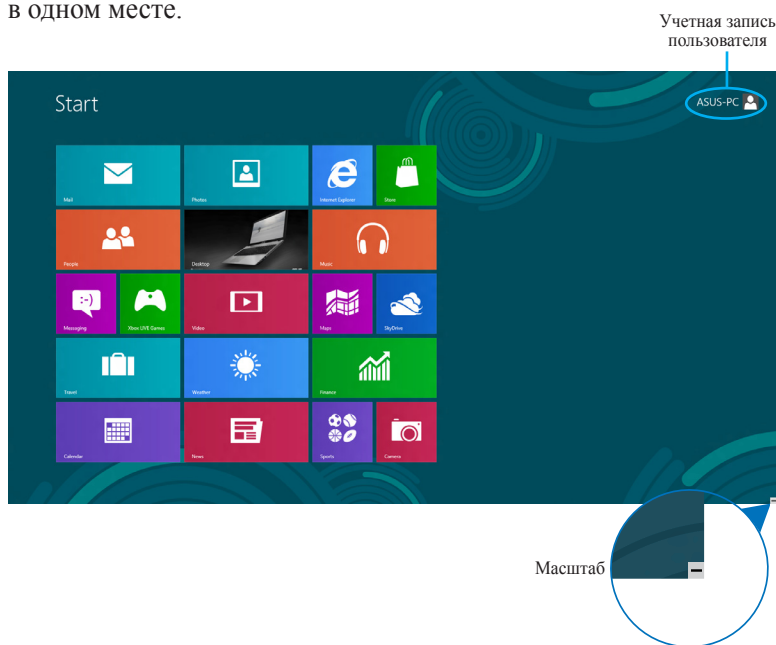 в одном месте.
Учетная запись
пользователя
Start
ASUS-PC
Mail
Photos
Internet Explorer
Store
People
Desktop
Music
Messaging
Xbox LIVE Games
Video
Maps
SkyDrive
Travel
Weather
Finance
Calendar
News
Sports
Camera
Масштаб